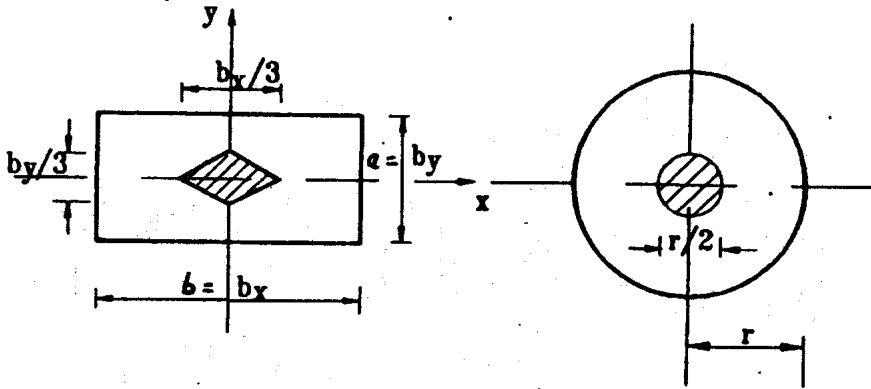 y
b_x/3
b_y/3
a = b_y
x
b = b_x
r/2
r